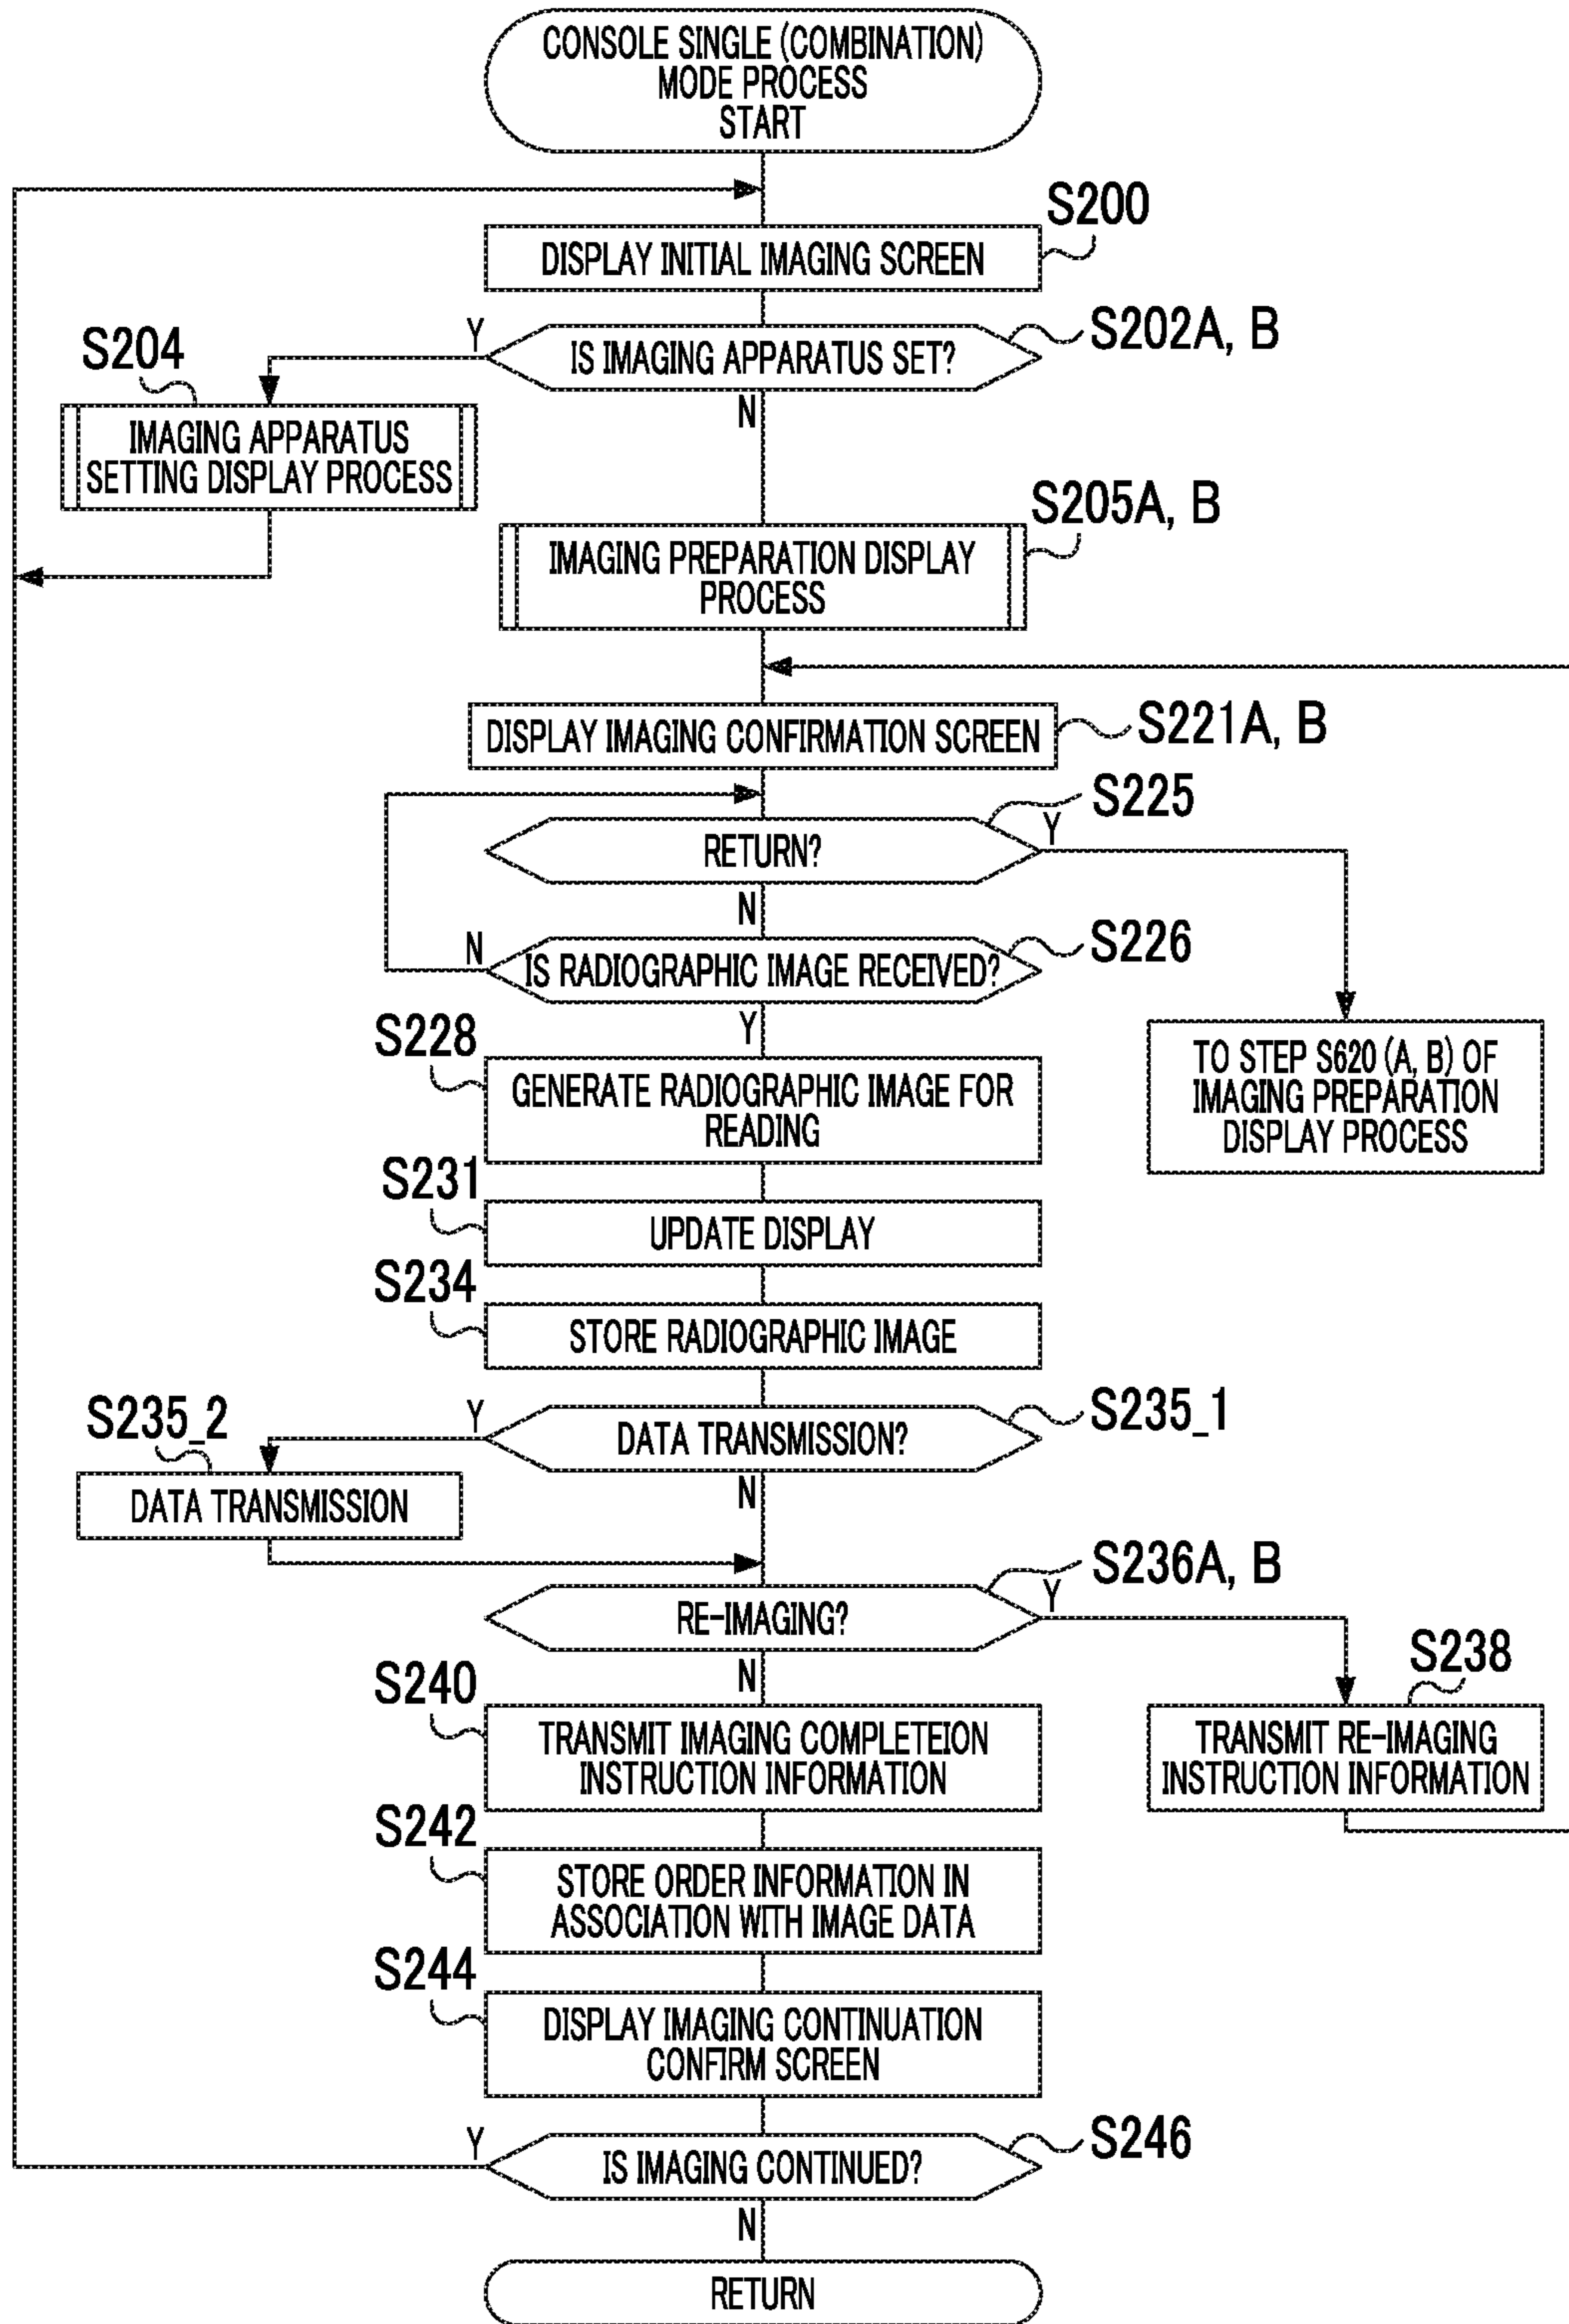 CONSOLE SINGLE (COMBINATION)
MODE PROCESS
START
S200
DISPLAY INITIAL IMAGING SCREEN
S202A, B
Y
IS IMAGING APPARATUS SET?
N
S204
IMAGING APPARATUS
SETTING DISPLAY PROCESS
S205A, B
IMAGING PREPARATION DISPLAY
PROCESS
DISPLAY IMAGING CONFIRMATION SCREEN
S221A, B
S225
RETURN?
Y
N
S226
N
IS RADIOGRAPHIC IMAGE RECEIVED?
Y
TO STEP S620 (A, B) OF
IMAGING PREPARATION
DISPLAY PROCESS
S228
GENERATE RADIOGRAPHIC IMAGE FOR
READING
S231
UPDATE DISPLAY
S234
STORE RADIOGRAPHIC IMAGE
S235_1
Y
DATA TRANSMISSION?
N
S235_2
DATA TRANSMISSION
S236A, B
RE-IMAGING?
Y
N
S238
TRANSMIT RE-IMAGING
INSTRUCTION INFORMATION
S240
TRANSMIT IMAGING COMPLETEION
INSTRUCTION INFORMATION
S242
STORE ORDER INFORMATION IN
ASSOCIATION WITH IMAGE DATA
S244
DISPLAY IMAGING CONTINUATION
CONFIRM SCREEN
S246
Y
IS IMAGING CONTINUED?
N
RETURN